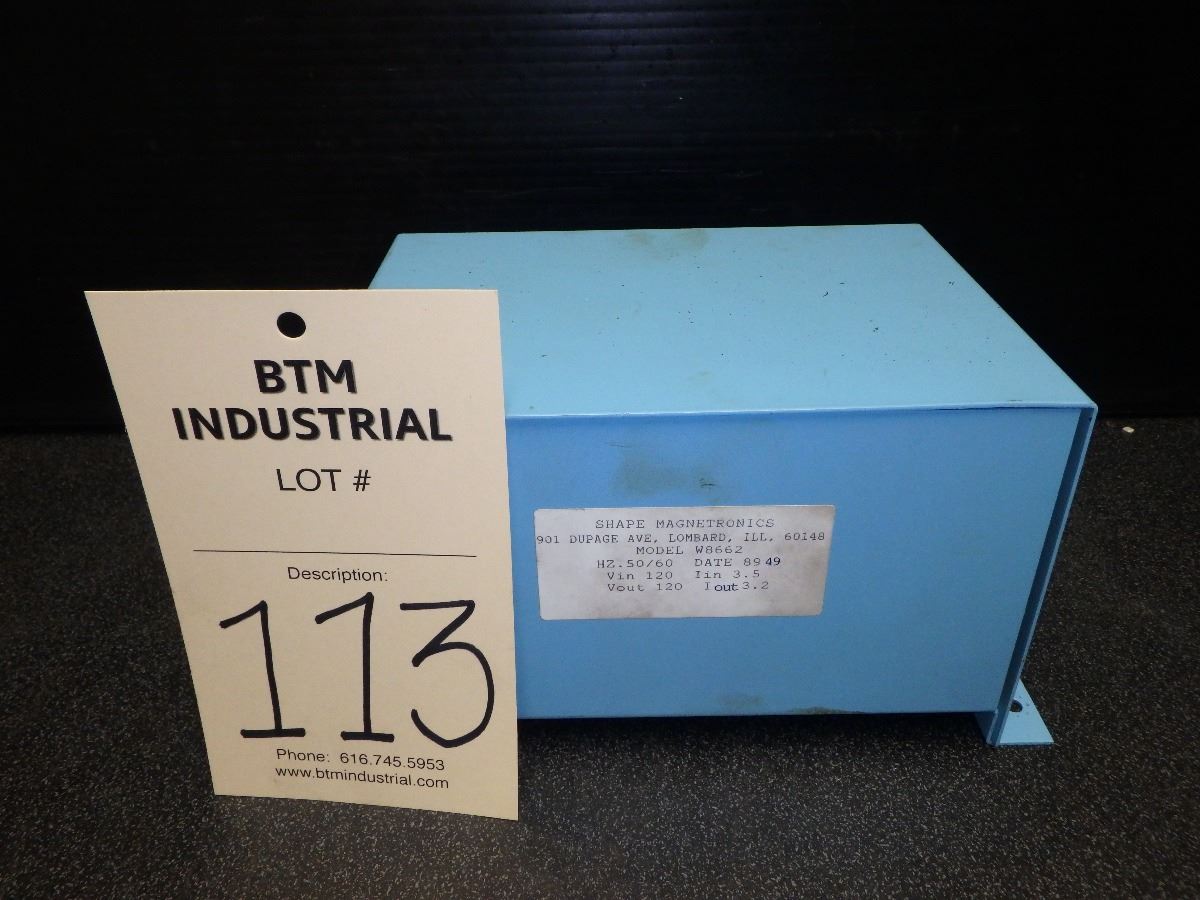 BTM
INDUSTRIAL
LOT #
Description:
113
Phone: 616.745.5953
www.btmindustrial.com
SHAPE MAGNETRONICS
901 DUPAGE AVE, LOMBARD, ILL, 60148
MODEL W8662
HZ.50/60 DATE 8949
Vin 120 Iin 3.5
Vout 120 Iout 3.2